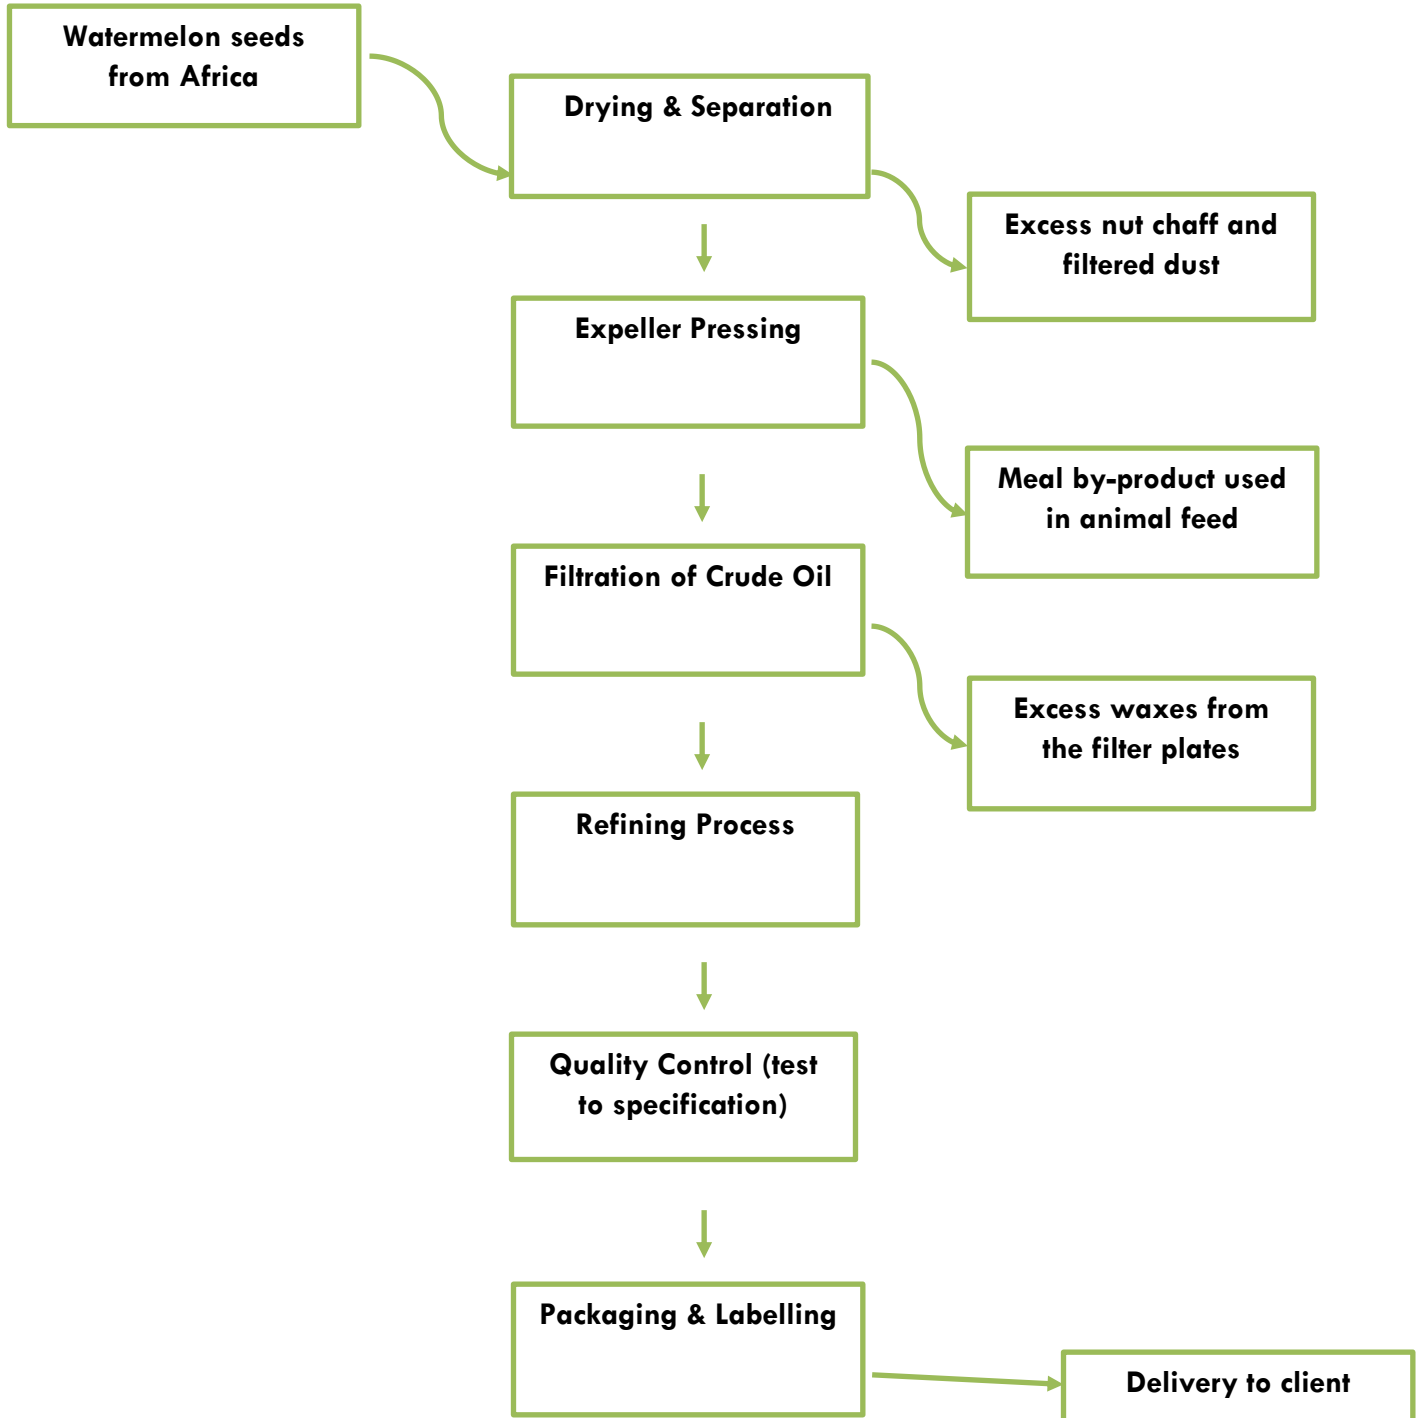 Watermelon seeds
from Africa
Drying & Separation
Excess nut chaff and
filtered dust
Expeller Pressing
Meal by-product used
in animal feed
Filtration of Crude Oil
Excess waxes from
the filter plates
Refining Process
Quality Control (test
to specification)
Packaging & Labelling
Delivery to client